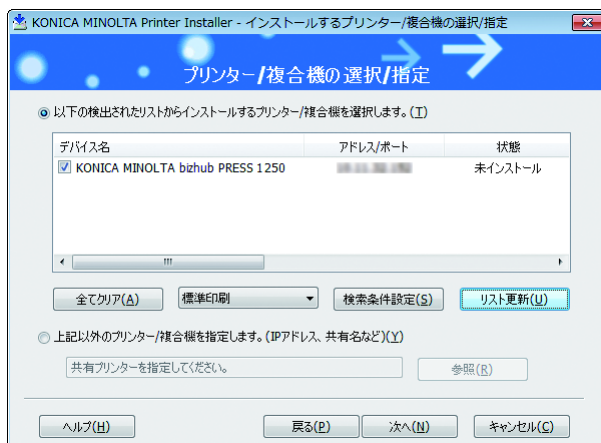 KONICA MINOLTA Printer Installer - インストールするプリンター/複合機の選択/指定
プリンター/複合機の選択/指定
以下の検出されたリストからインストールするプリンター/複合機を選択します。(T)
デバイス名 アドレス/ポート 状態
KONICA MINOLTA bizhub PRESS 1250 未インストール
全てクリア(A) 標準印刷 検索条件設定(S) リスト更新(U)
上記以外のプリンター/複合機を指定します。(IPアドレス、共有名など)(Y)
共有プリンターを指定してください。 参照(R)
ヘルプ(H) 戻る(P) 次へ(N) キャンセル(C)